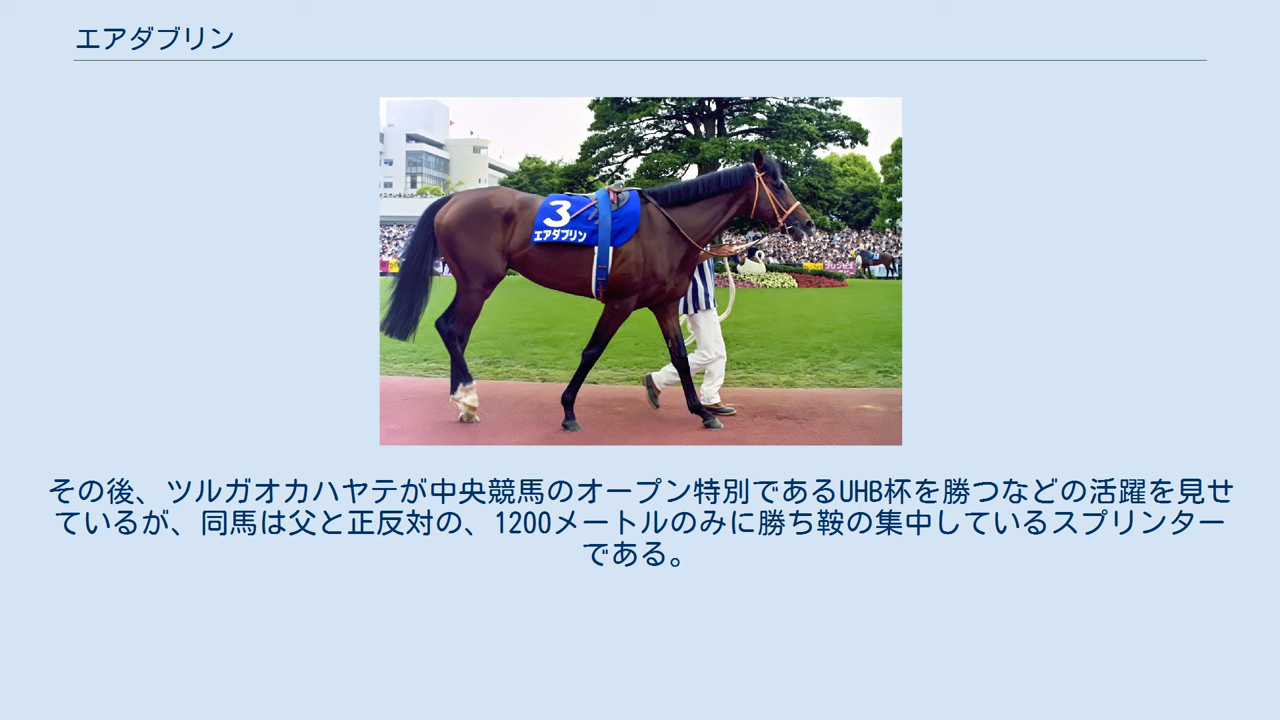 エアダブリン
3
エアダブリン
その後、ツルガオカハヤテが中央競馬のオープン特別であるUHB杯を勝つなどの活躍を見せ
ているが、同馬は父と正反対の、1200メートルのみに勝ち鞍の集中しているスプリンター
である。